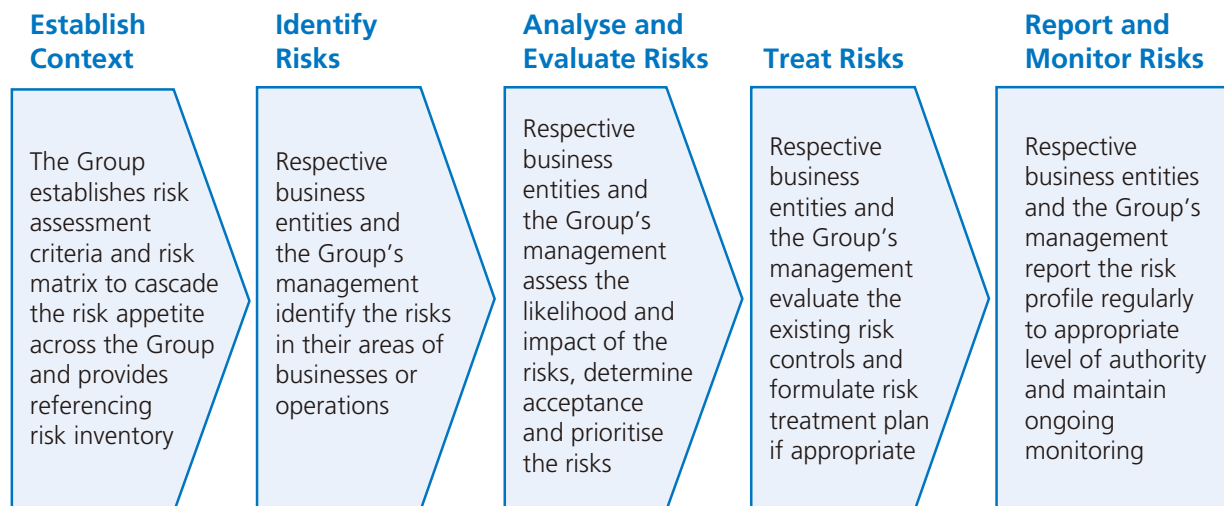 Establish
Context
The Group
establishes risk
assessment
criteria and risk
matrix to cascade
the risk appetite
across the Group
and provides
referencing
risk inventory
Identify
Risks
Respective
business
entities and
the Group's
management
identify the risks
in their areas of
businesses or
operations
Analyse and
Evaluate Risks
Respective
business
entities and
the Group's
management
assess the
likelihood and
impact of the
risks, determine
acceptance
and prioritise
the risks
Treat Risks
Respective
business
entities and
the Group's
management
evaluate the
existing risk
controls and
formulate risk
treatment plan
if appropriate
Report and
Monitor Risks
Respective
business entities
and the Group's
management
report the risk
profile regularly
to appropriate
level of authority
and maintain
ongoing
monitoring